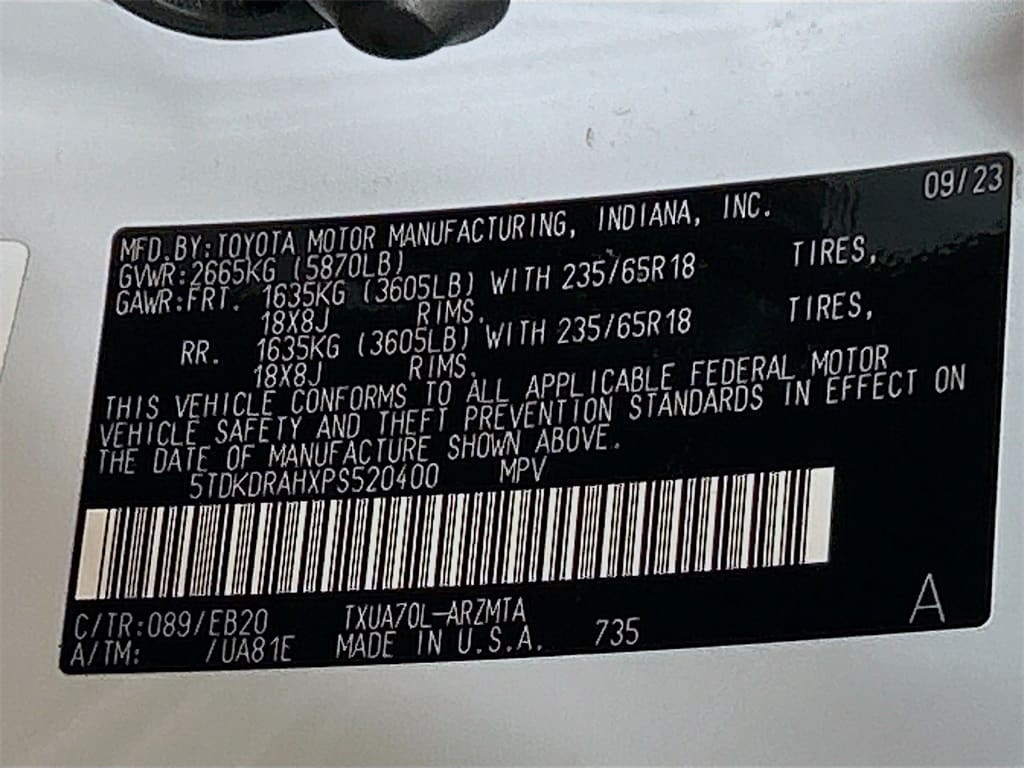 09/23
MFD.BY:TOYOTA MOTOR MANUFACTURING, INDIANA, INC.
GVWR:2665KG (5870LB)
GAWR:FRT. 1635KG (3605LB) WITH 235/65R18 TIRES,
18X8J RIMS.
RR. 1635KG (3605LB) WITH 235/65R18 TIRES,
18X8J RIMS.
THIS VEHICLE CONFORMS TO ALL APPLICABLE FEDERAL MOTOR
VEHICLE SAFETY AND THEFT PREVENTION STANDARDS IN EFFECT ON
THE DATE OF MANUFACTURE SHOWN ABOVE.
5TDKDRAHXPS520400 MPV
C/TR:089/EB20 TXUA70L-ARZMTA
A/TM: /UA81E MADE IN U.S.A. 735
A